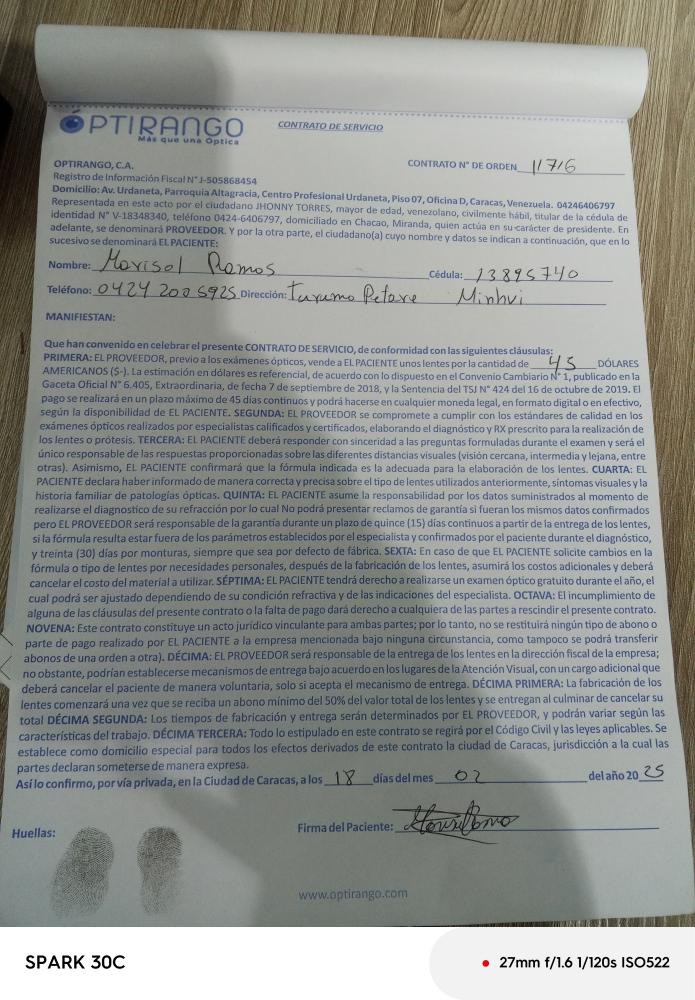 OPTIRANGO
Más que una Óptica
CONTRATO DE SERVICIO
OPTIRANGO, C.A.
CONTRATO N° DE ORDEN 11716
Registro de Información Fiscal N° J-505868454
Domicilio: Av. Urdaneta, Parroquia Altagracia, Centro Profesional Urdaneta, Piso 07, Oficina D, Caracas, Venezuela. 04246406797
Representada en este acto por el ciudadano JHONNY TORRES, mayor de edad, venezolano, civilmente hábil, titular de la cédula de
identidad N° V-18348340, teléfono 0424-6406797, domiciliado en Chacao, Miranda, quien actúa en su carácter de presidente. En
adelante, se denominará PROVEEDOR. Y por la otra parte, el ciudadano(a) cuyo nombre y datos se indican a continuación, que en lo
sucesivo se denominará EL PACIENTE:
Nombre: Marisol Ramos Cédula: 13895740
Teléfono: 0424 200 5925 Dirección: Turumo Petare
MANIFIESTAN:
Que han convenido en celebrar el presente CONTRATO DE SERVICIO, de conformidad con las siguientes cláusulas:
PRIMERA: EL PROVEEDOR, previo a los exámenes ópticos, vende a EL PACIENTE unos lentes por la cantidad de 45 DÓLARES
AMERICANOS ($-). La estimación en dólares es referencial, de acuerdo con lo dispuesto en el Convenio Cambiario N° 1, publicado en la
Gaceta Oficial N° 6.405, Extraordinaria, de fecha 7 de septiembre de 2018, y la Sentencia del TSJ N° 424 del 16 de octubre de 2019. El
pago se realizará en un plazo máximo de 45 días continuos y podrá hacerse en cualquier moneda legal, en formato digital o en efectivo,
según la disponibilidad de EL PACIENTE. SEGUNDA: EL PROVEEDOR se compromete a cumplir con los estándares de calidad en los
exámenes ópticos realizados por especialistas calificados y certificados, elaborando el diagnóstico y RX prescrito para la realización de
los lentes o prótesis. TERCERA: EL PACIENTE deberá responder con sinceridad a las preguntas formuladas durante el examen y será el
único responsable de las respuestas proporcionadas sobre las diferentes distancias visuales (visión cercana, intermedia y lejana, entre
otras). Asimismo, EL PACIENTE confirmará que la fórmula indicada es la adecuada para la elaboración de los lentes. CUARTA: EL
PACIENTE declara haber informado de manera correcta y precisa sobre el tipo de lentes utilizados anteriormente, síntomas visuales y la
historia familiar de patologías ópticas. QUINTA: EL PACIENTE asume la responsabilidad por los datos suministrados al momento de
realizarse el diagnostico de su refracción por lo cual No podrá presentar reclamos de garantía si fueran los mismos datos confirmados
pero EL PROVEEDOR será responsable de la garantía durante un plazo de quince (15) días continuos a partir de la entrega de los lentes,
si la fórmula resulta estar fuera de los parámetros establecidos por el especialista y confirmados por el paciente durante el diagnóstico,
y treinta (30) días por monturas, siempre que sea por defecto de fábrica. SEXTA: En caso de que EL PACIENTE solicite cambios en la
fórmula o tipo de lentes por necesidades personales, después de la fabricación de los lentes, asumirá los costos adicionales y deberá
cancelar el costo del material a utilizar. SÉPTIMA: EL PACIENTE tendrá derecho a realizarse un examen óptico gratuito durante el año, el
cual podrá ser ajustado dependiendo de su condición refractiva y de las indicaciones del especialista. OCTAVA: El incumplimiento de
alguna de las cláusulas del presente contrato o la falta de pago dará derecho a cualquiera de las partes a rescindir el presente contrato.
NOVENA: Este contrato constituye un acto jurídico vinculante para ambas partes; por lo tanto, no se restituirá ningún tipo de abono o
parte de pago realizado por EL PACIENTE a la empresa mencionada bajo ninguna circunstancia, como tampoco se podrá transferir
abonos de una orden a otra). DÉCIMA: EL PROVEEDOR será responsable de la entrega de los lentes en la dirección fiscal de la empresa;
no obstante, podrían establecerse mecanismos de entrega bajo acuerdo en los lugares de la Atención Visual, con un cargo adicional que
deberá cancelar el paciente de manera voluntaria, solo si acepta el mecanismo de entrega. DÉCIMA PRIMERA: La fabricación de los
lentes comenzará una vez que se reciba un abono mínimo del 50% del valor total de los lentes y se entregan al culminar de cancelar su
total DÉCIMA SEGUNDA: Los tiempos de fabricación y entrega serán determinados por EL PROVEEDOR, y podrán variar según las
características del trabajo. DÉCIMA TERCERA: Todo lo estipulado en este contrato se regirá por el Código Civil y las leyes aplicables. Se
establece como domicilio especial para todos los efectos derivados de este contrato la ciudad de Caracas, jurisdicción a la cual las
partes declaran someterse de manera expresa.
Así lo confirmo, por vía privada, en la Ciudad de Caracas, a los 18 días del mes 02 del año 2025
Huellas:
Firma del Paciente:
www.optirango.com
SPARK 30C
27mm f/1.6 1/120s ISO522